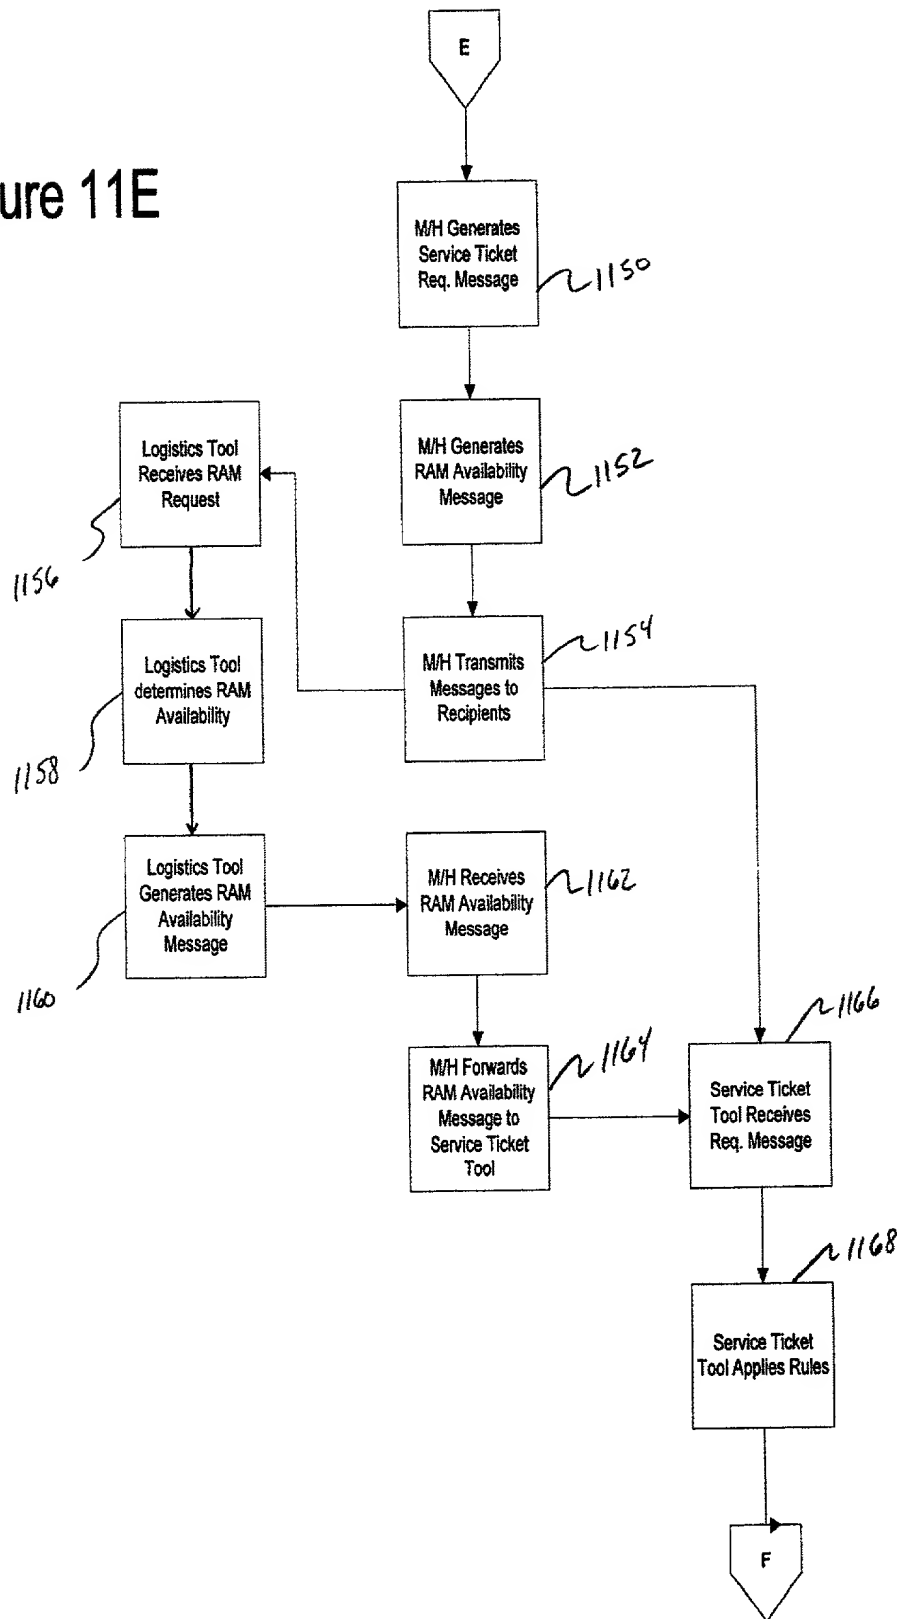 E
ure 11E
M/H Generates
Service Ticket
Req. Message
1150
M/H Generates
RAM Availability
Message
1152
Logistics Tool
Receives RAM
Request
1156
M/H Transmits
Messages to
Recipients
1154
Logistics Tool
determines RAM
Availability
1158
Logistics Tool
Generates RAM
Availability
Message
1160
M/H Receives
RAM Availability
Message
1162
M/H Forwards
RAM Availability
Message to
Service Ticket
Tool
1164
Service Ticket
Tool Receives
Req. Message
1166
Service Ticket
Tool Applies Rules
1168
F